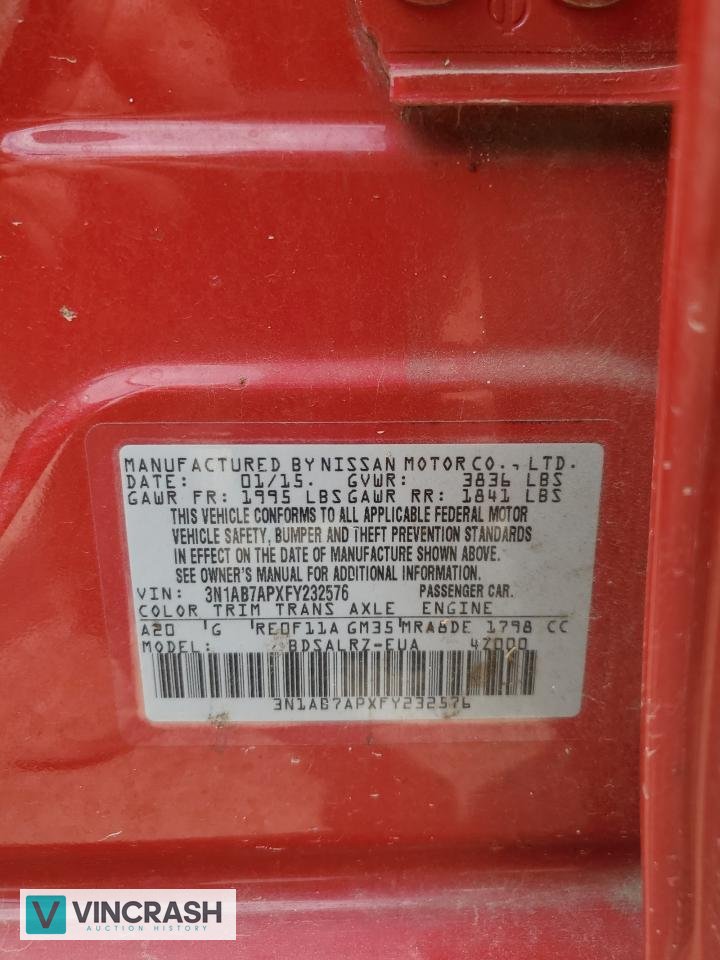 MANUFACTURED BY NISSAN MOTOR CO., LTD.
DATE: 01/15. GVWR: 3836 LBS
GAWR FR: 1995 LBS GAWR RR: 1841 LBS
THIS VEHICLE CONFORMS TO ALL APPLICABLE FEDERAL MOTOR
VEHICLE SAFETY, BUMPER AND THEFT PREVENTION STANDARDS
IN EFFECT ON THE DATE OF MANUFACTURE SHOWN ABOVE.
SEE OWNER'S MANUAL FOR ADDITIONAL INFORMATION.
VIN: 3N1AB7APXFY232576 PASSENGER CAR.
COLOR TRIM TRANS AXLE ENGINE
A20 G RE0F11A GM35 MRA8DE 1798 CC
MODEL: BDSALRZ-EUA 4Z000
3N1AB7APXFY232576
V VINCRASH
AUCTION HISTORY